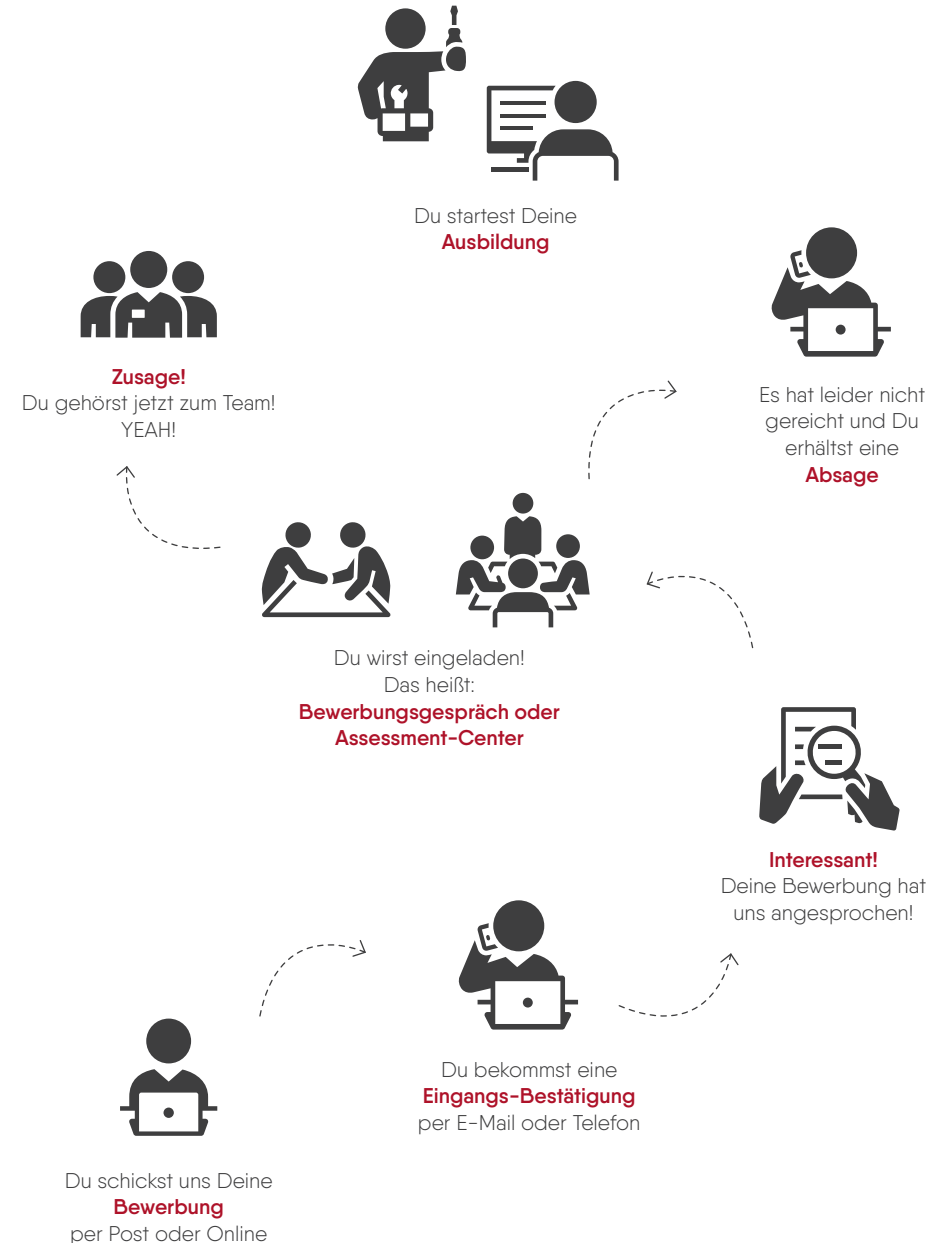 Du startest Deine
Ausbildung
Zusage!
Du gehörst jetzt zum Team!
YEAH!
Es hat leider nicht
gereicht und Du
erhältst eine
Absage
Du wirst eingeladen!
Das heißt:
Bewerbungsgespräch oder
Assessment-Center
Interessant!
Deine Bewerbung hat
uns angesprochen!
Du bekommst eine
Eingangs-Bestätigung
per E-Mail oder Telefon
Du schickst uns Deine
Bewerbung
per Post oder Online